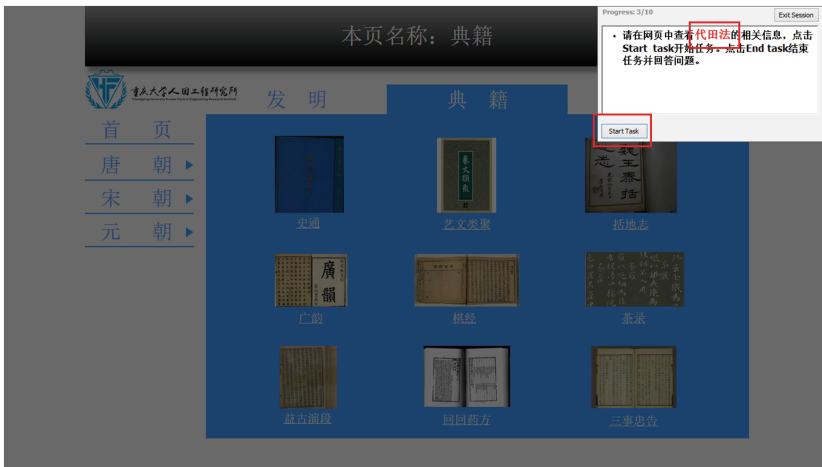 本页名称：典籍
Progress: 3/10
Exit Session
• 请在网页中查看代田法的相关信息．点击
Start task开始任务。点击End task结束
任务并回答问题。
Start Task
重庆大学人因工程研究所
发 明
典 籍
首 页
唐 朝
宋 朝
元 朝
史通
艺文类聚
括地志
廣
韻
广韵
棋经
茶录
益古演段
回回药方
三事忠告